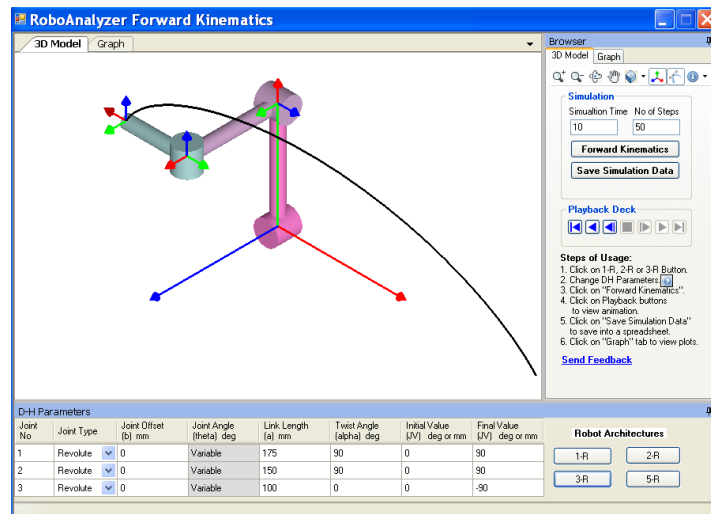 RoboAnalyzer Forward Kinematics
3D Model Graph
Browser
3D Model Graph
Simulation
Simualtion Time No of Steps
10 50
Forward Kinematics
Save Simulation Data
Playback Deck
Steps of Usage:
1. Click on 1-R, 2-R or 3-R Button.
2. Change DH Parameters.
3. Click on "Forward Kinematics".
4. Click on Playback buttons
to view animation.
5. Click on "Save Simulation Data"
to save into a spreadsheet.
6. Click on "Graph" tab to view plots.
Send Feedback
D-H Parameters
Joint No Joint Type Joint Offset (b) mm Joint Angle (theta) deg Link Length (a) mm Twist Angle (alpha) deg Initial Value (JV) deg or mm Final Value (JV) deg or mm
1 Revolute 0 Variable 175 90 0 90
2 Revolute 0 Variable 150 90 0 90
3 Revolute 0 Variable 100 0 0 -90
Robot Architectures
1-R 2-R
3-R 5-R